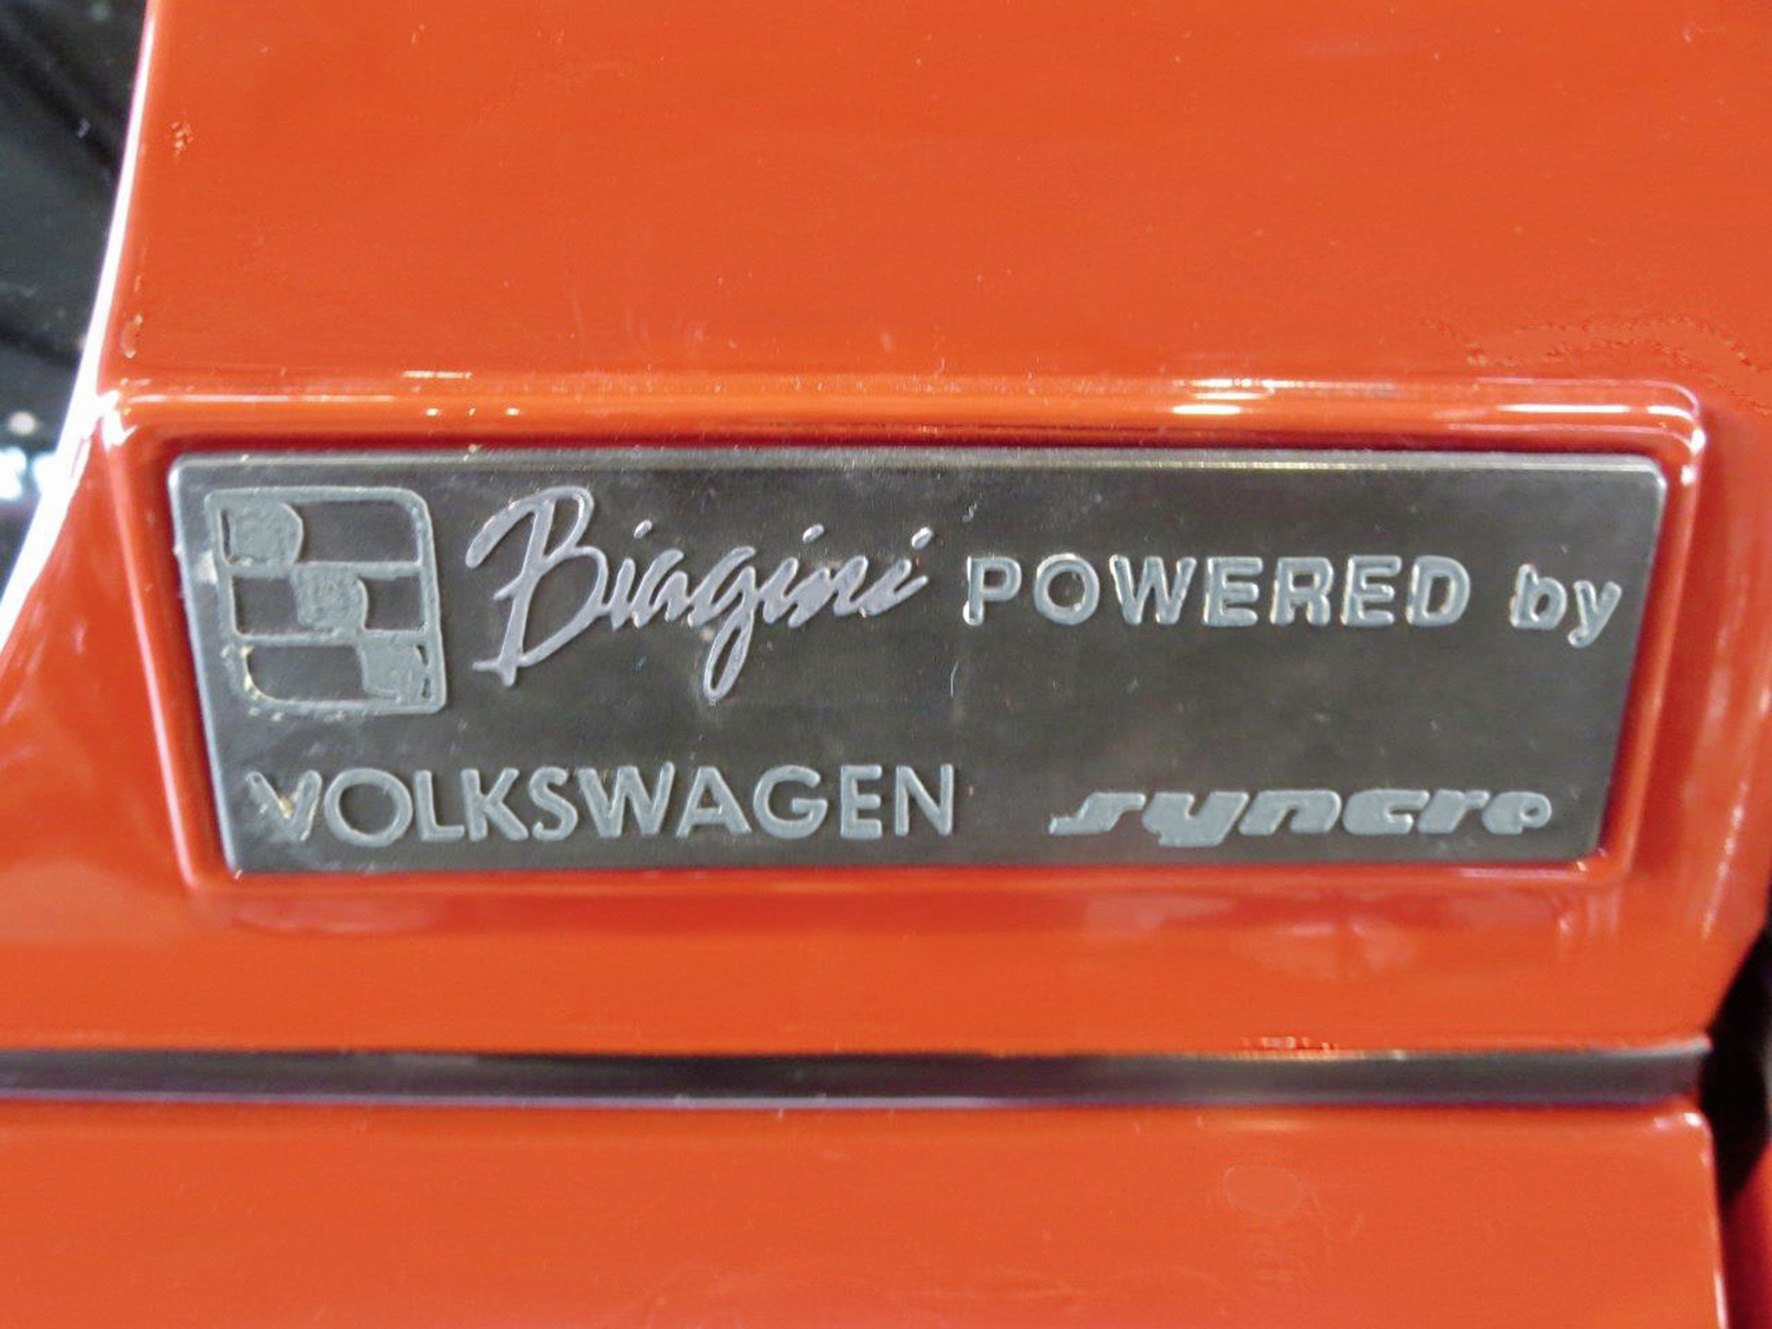 Biagini POWERED by
VOLKSWAGEN syncro